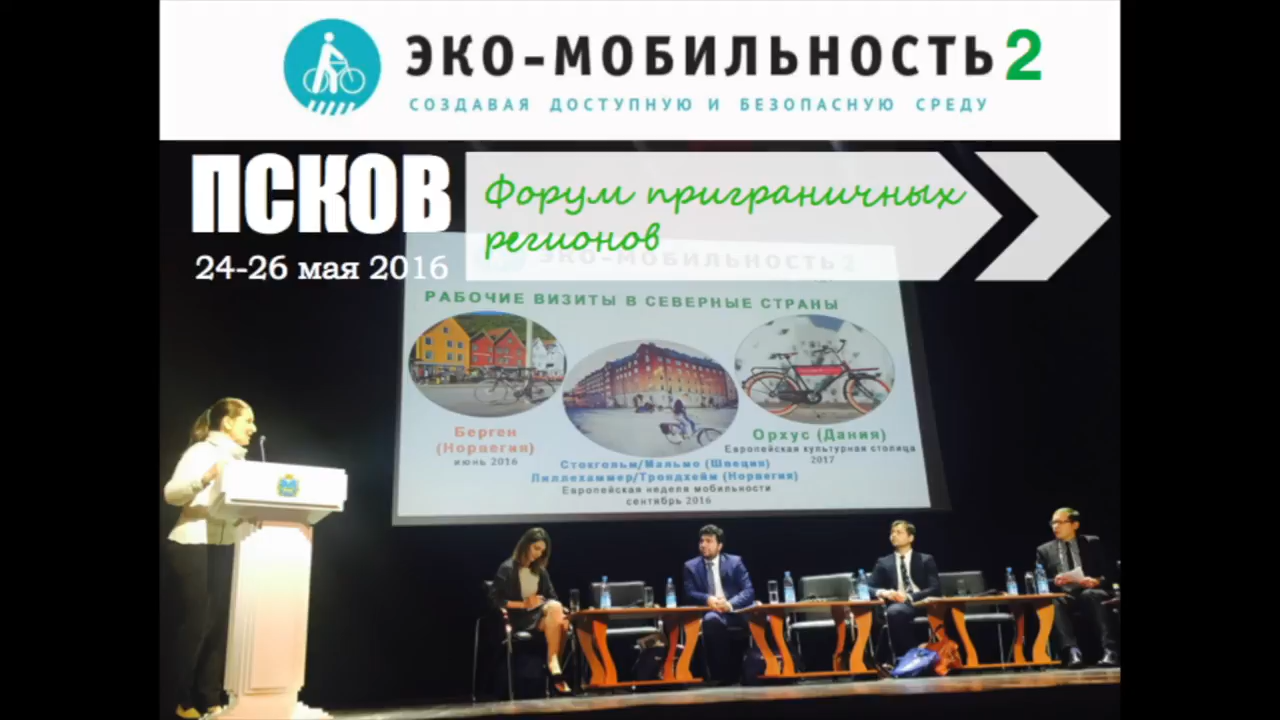 ЭКО-МОБИЛЬНОСТЬ 2
СОЗДАВАЯ ДОСТУПНУЮ И БЕЗОПАСНУЮ СРЕДУ
ПСКОВ
24-26 мая 2016
Форум приграничных
регионов
ЭКО-МОБИЛЬНОСТЬ 2
РАБОЧИЕ ВИЗИТЫ В СЕВЕРНЫЕ СТРАНЫ
Берген
(Норвегия)
июнь 2016
Стокгольм/Мальмо (Швеция)
Лиллехаммер/Трондхейм (Норвегия)
Европейская неделя мобильности
сентябрь 2016
Орхус (Дания)
Европейская культурная столица
2017